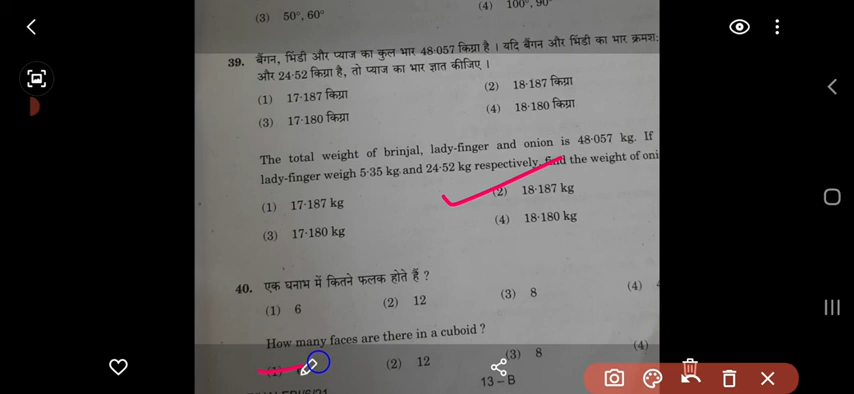 (3) 50°, 60°
(4) 100°, 90°
39. बैंगन, भिंडी और प्याज का कुल भार 48·057 किग्रा है । यदि बैंगन और भिंडी का भार क्रमशः
और 24·52 किग्रा है, तो प्याज का भार ज्ञात कीजिए ।
(1) 17·187 किग्रा
(2) 18·187 किग्रा
(3) 17·180 किग्रा
(4) 18·180 किग्रा
The total weight of brinjal, lady-finger and onion is 48·057 kg. If
lady-finger weigh 5·35 kg and 24·52 kg respectively, find the weight of
(1) 17·187 kg
(2) 18·187 kg
(3) 17·180 kg
(4) 18·180 kg
40. एक घनाभ में कितने फलक होते हैं ?
(1) 6
(2) 12
(3) 8
(4)
How many faces are there in a cuboid ?
(1)
(2) 12
(3) 8
(4)
13 – B